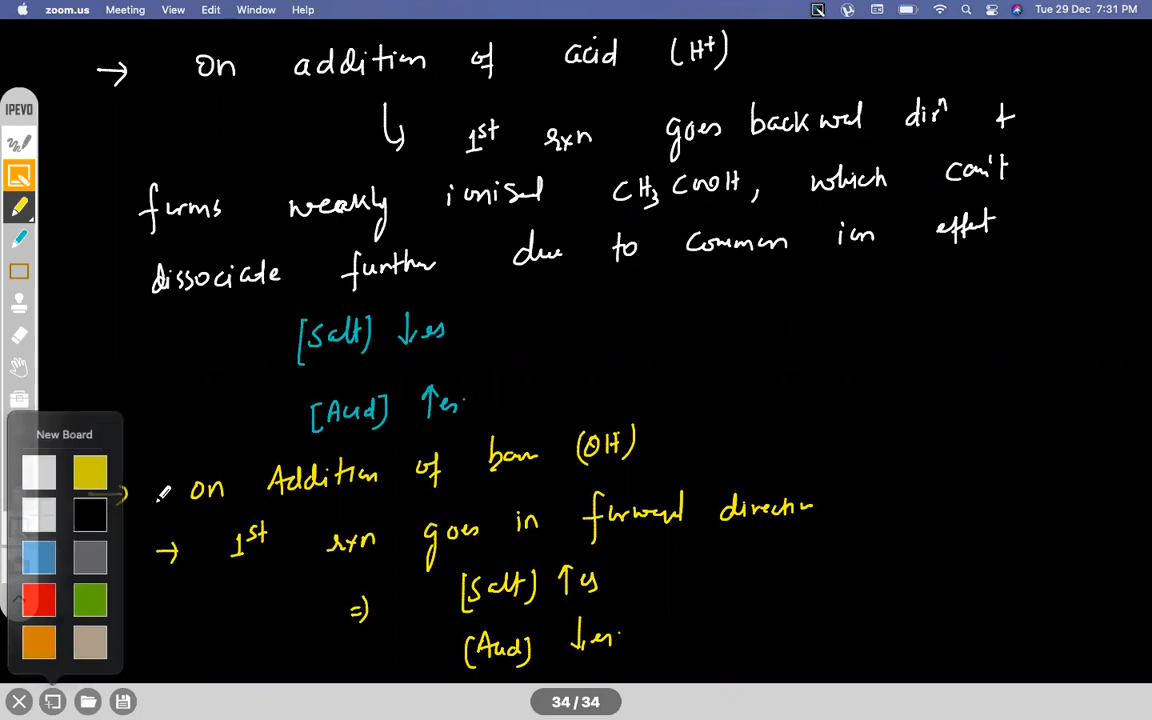 zoom.us Meeting View Edit Window Help Tue 29 Dec 7:31 PM
→ On addition of acid (H+)
IPEVO
↳ 1st rxn goes backwd dirn +
forms weakly ionised CH3COOH, which can't
dissociate further due to common ion effect
[Salt] ↓es
[Acid] ↑es.
New Board
→ on Addition of base (OH)
→ 1st rxn goes in forward direction
=) [Salt] ↑es
[Acid] ↓es.
34 / 34